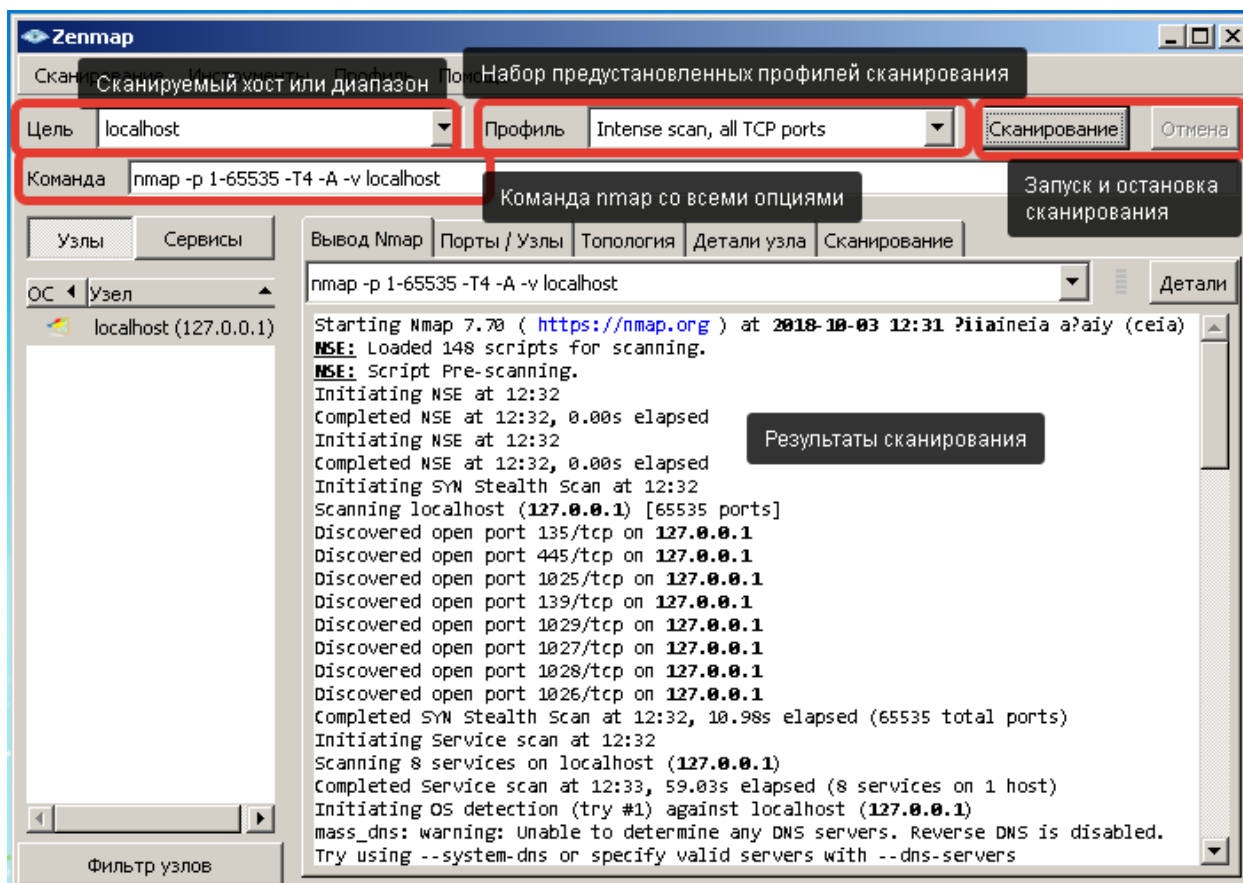 Zenmap
Сканирование Инструменты Профиль Помощь
Сканируемый хост или диапазон
Набор предустановленных профилей сканирования
Цель localhost Профиль Intense scan, all TCP ports Сканирование Отмена
Команда nmap -p 1-65535 -T4 -A -v localhost
Команда nmap со всеми опциями
Запуск и остановка
сканирования
Узлы Сервисы
Вывод Nmap Порты / Узлы Топология Детали узла Сканирование
nmap -p 1-65535 -T4 -A -v localhost Детали
ОС Узел
localhost (127.0.0.1)
Starting Nmap 7.70 ( https://nmap.org ) at 2018-10-03 12:31 ?iiaineia a?aiy (ceia)
NSE: Loaded 148 scripts for scanning.
NSE: Script Pre-scanning.
Initiating NSE at 12:32
Completed NSE at 12:32, 0.00s elapsed
Initiating NSE at 12:32
Completed NSE at 12:32, 0.00s elapsed
Результаты сканирования
Initiating SYN Stealth Scan at 12:32
Scanning localhost (127.0.0.1) [65535 ports]
Discovered open port 135/tcp on 127.0.0.1
Discovered open port 445/tcp on 127.0.0.1
Discovered open port 1025/tcp on 127.0.0.1
Discovered open port 139/tcp on 127.0.0.1
Discovered open port 1029/tcp on 127.0.0.1
Discovered open port 1027/tcp on 127.0.0.1
Discovered open port 1028/tcp on 127.0.0.1
Discovered open port 1026/tcp on 127.0.0.1
Completed SYN Stealth Scan at 12:32, 10.98s elapsed (65535 total ports)
Initiating Service scan at 12:32
Scanning 8 services on localhost (127.0.0.1)
Completed Service scan at 12:33, 59.03s elapsed (8 services on 1 host)
Initiating OS detection (try #1) against localhost (127.0.0.1)
mass_dns: warning: Unable to determine any DNS servers. Reverse DNS is disabled.
Try using --system-dns or specify valid servers with --dns-servers
Фильтр узлов